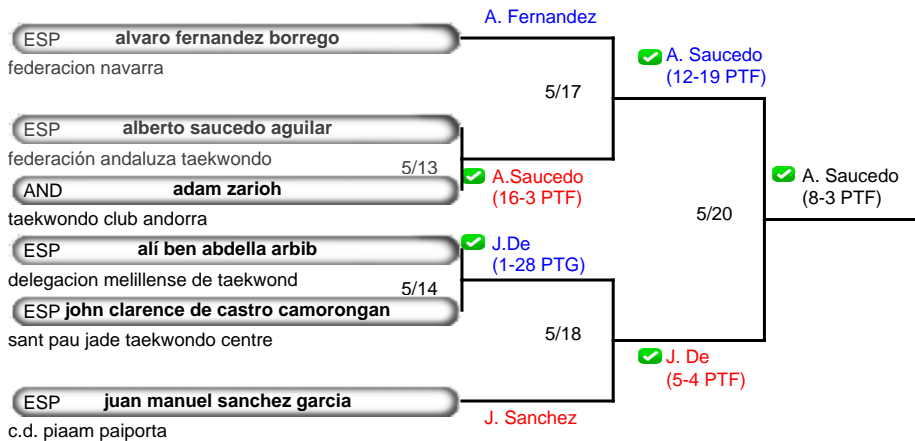 A. Fernandez
ESP alvaro fernandez borrego
federacion navarra
A. Saucedo
(12-19 PTF)
5/17
ESP alberto saucedo aguilar
federación andaluza taekwondo
5/13
AND adam zarioh
taekwondo club andorra
A.Saucedo
(16-3 PTF)
A. Saucedo
(8-3 PTF)
5/20
ESP alí ben abdella arbib
delegacion melillense de taekwond
J.De
(1-28 PTG)
5/14
ESP john clarence de castro camorongan
sant pau jade taekwondo centre
5/18
J. De
(5-4 PTF)
ESP juan manuel sanchez garcia
c.d. piaam paiporta
J. Sanchez